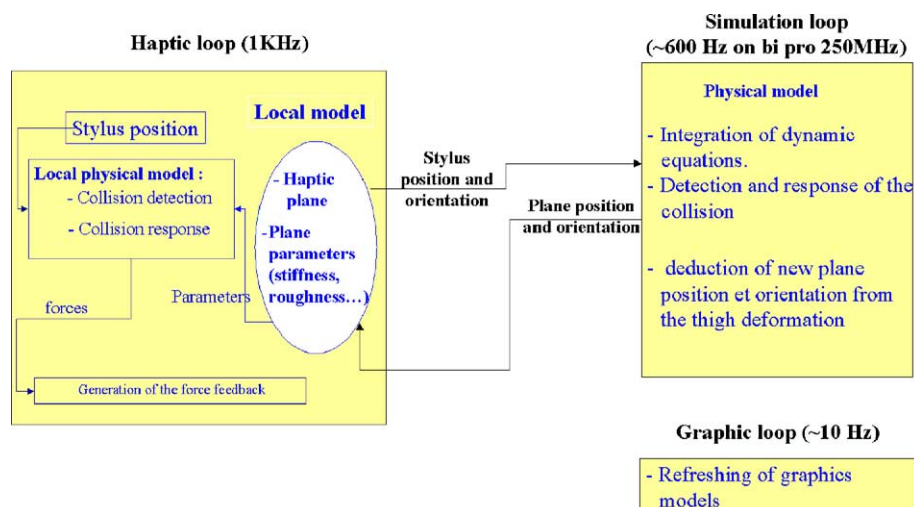 Haptic loop (1KHz)
Local model
Stylus position
Local physical model :
- Collision detection
- Collision response
- Haptic
plane
-Plane
parameters
(stiffness,
roughness…)
Parameters
forces
Generation of the force feedback
Stylus
position and
orientation
Plane position
and orientation
Simulation loop
(~600 Hz on bi pro 250MHz)
Physical model
- Integration of dynamic
equations.
- Detection and response of the
collision
- deduction of new plane
position et orientation from
the thigh deformation
Graphic loop (~10 Hz)
- Refreshing of graphics
models